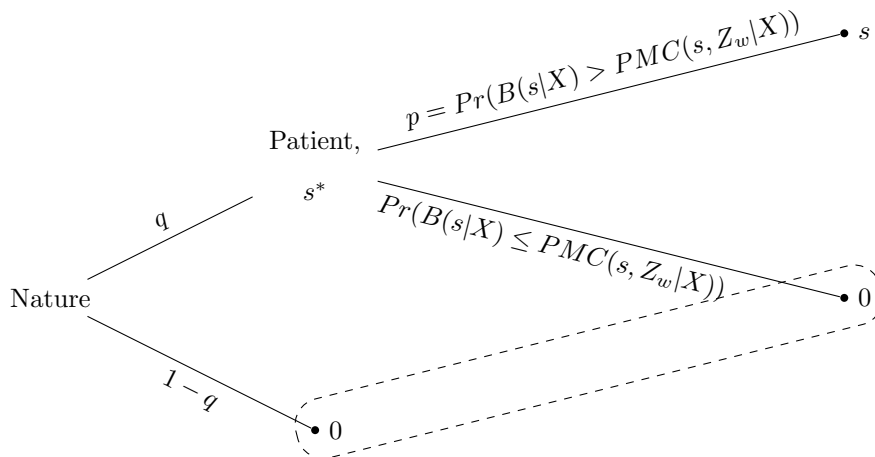 p = Pr(B(s|X) > PMC(s, Z_w|X))
s
Patient,
s*
q
Pr(B(s|X) ≤ PMC(s, Z_w|X))
Nature
0
1 − q
0